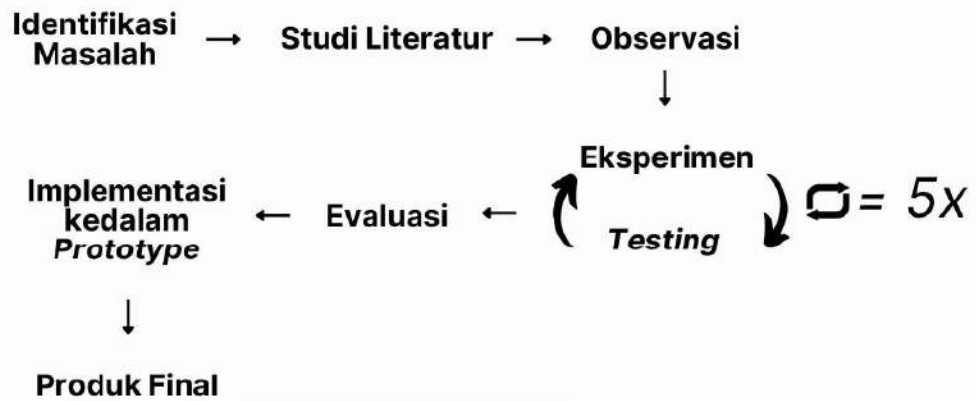 Identifikasi
Masalah
Studi Literatur
Observasi
Eksperimen
Testing
= 5x
Evaluasi
Implementasi
kedalam
Prototype
Produk Final